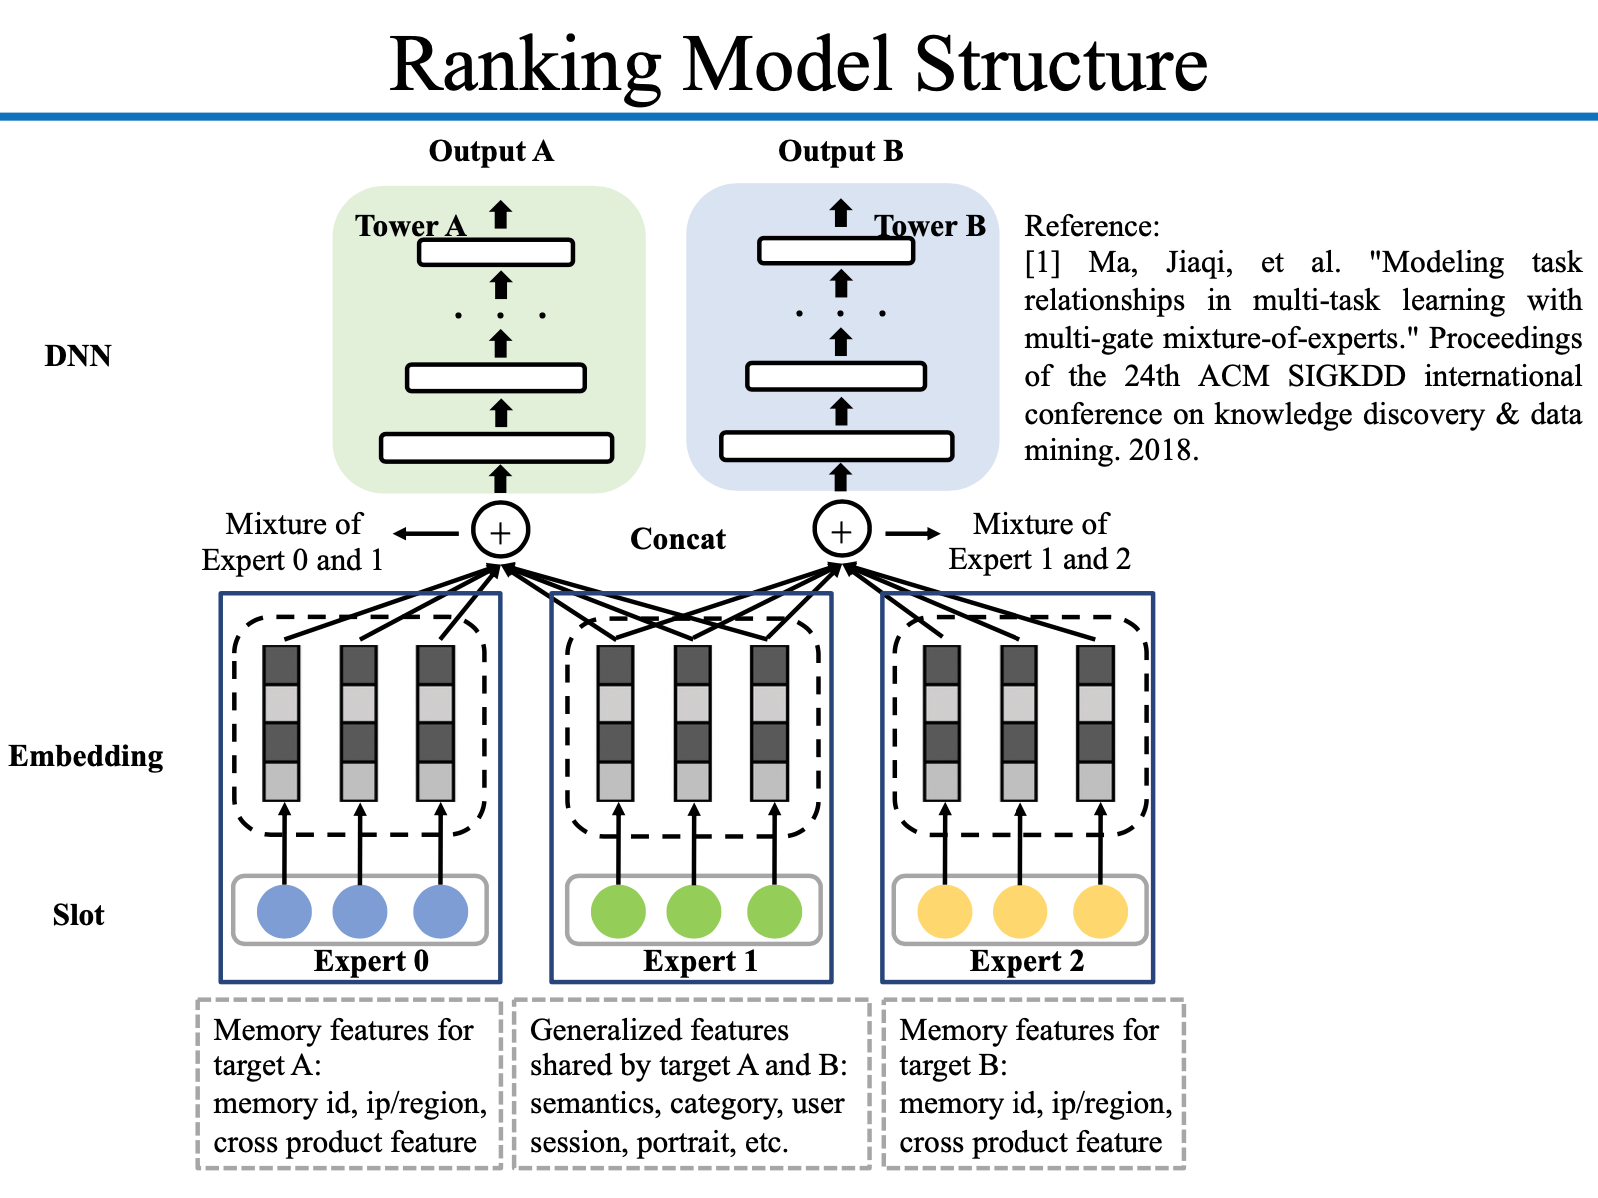 Ranking Model Structure
Output A
Output B
Tower A
Tower B
DNN
Reference:
[1] Ma, Jiaqi, et al. "Modeling task
relationships in multi-task learning with
multi-gate mixture-of-experts." Proceedings
of the 24th ACM SIGKDD international
conference on knowledge discovery & data
mining. 2018.
Mixture of
Expert 0 and 1
+
Concat
+
Mixture of
Expert 1 and 2
Embedding
Slot
Expert 0
Expert 1
Expert 2
Memory features for
target A:
memory id, ip/region,
cross product feature
Generalized features
shared by target A and B:
semantics, category, user
session, portrait, etc.
Memory features for
target B:
memory id, ip/region,
cross product feature